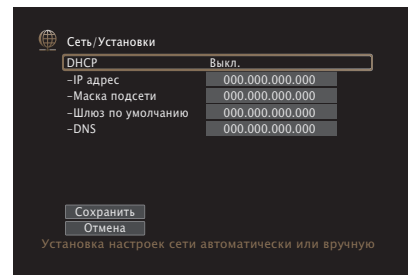 Сеть/Установки
DHCP Выкл.
–IP адрес 000.000.000.000
–Маска подсети 000.000.000.000
–Шлюз по умолчанию 000.000.000.000
–DNS 000.000.000.000
Сохранить
Отмена
Установка настроек сети автоматически или вручную